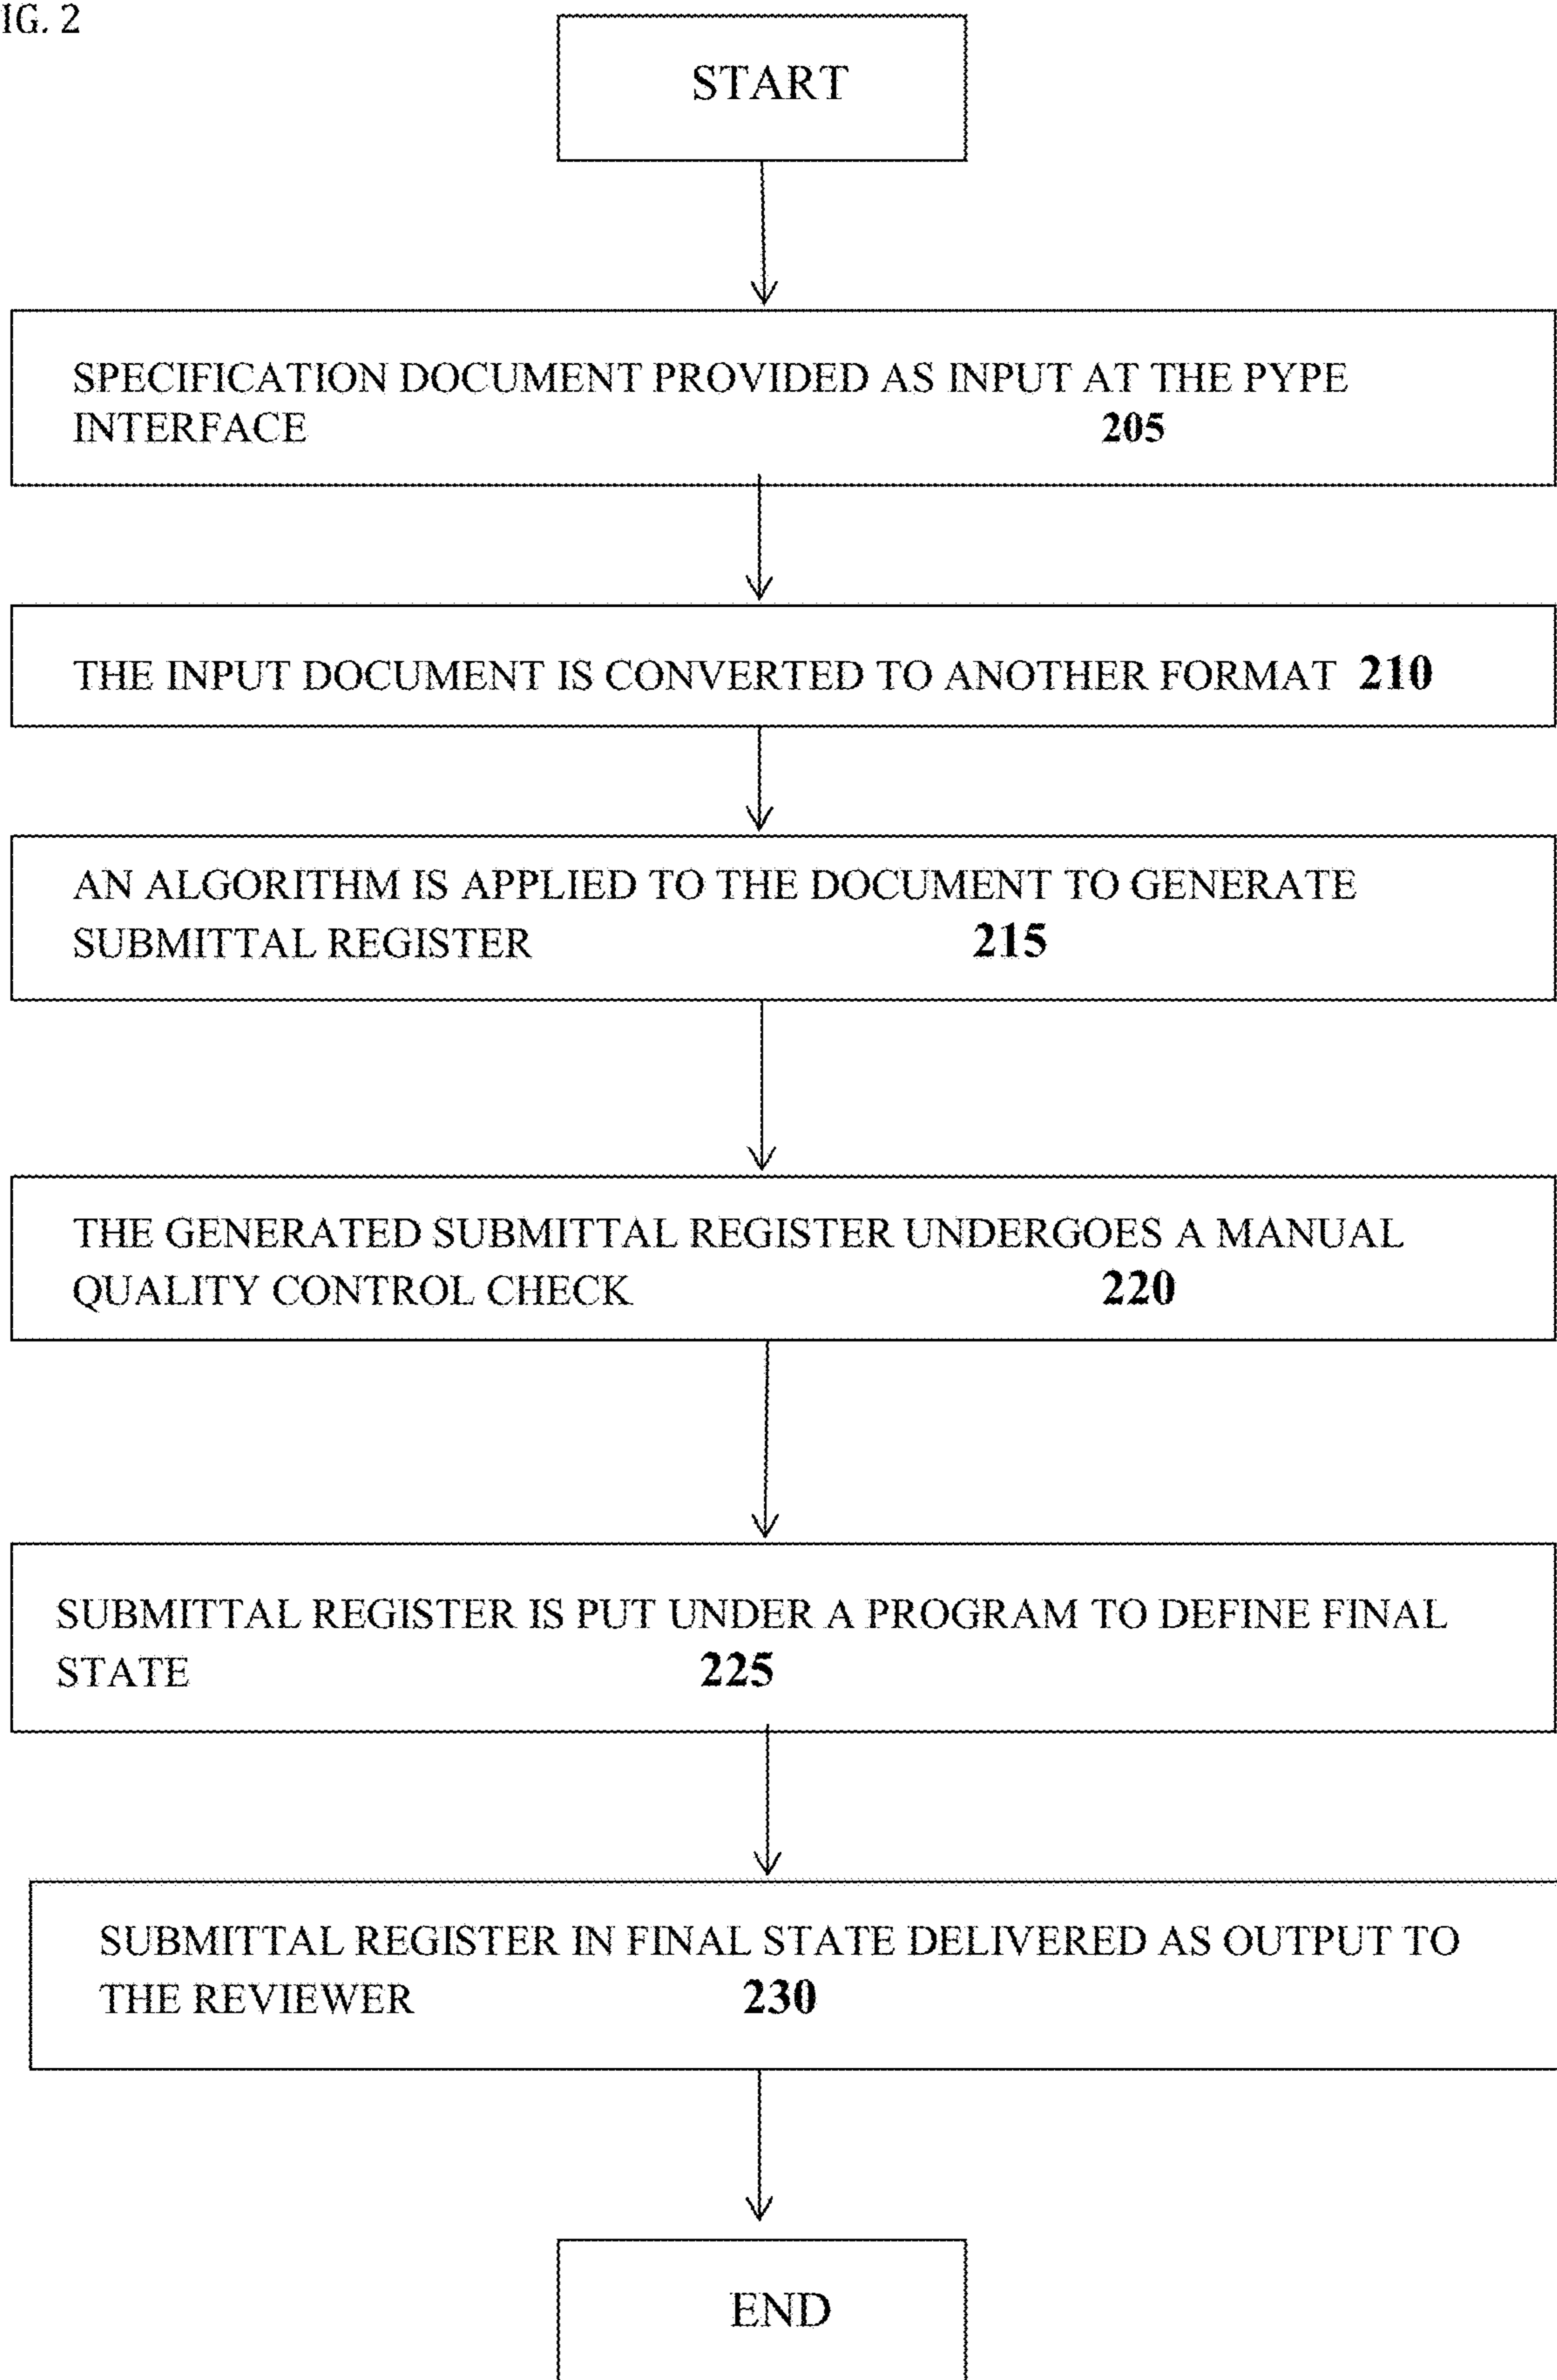 IG. 2
START
SPECIFICATION DOCUMENT PROVIDED AS INPUT AT THE PYPE
INTERFACE 205
THE INPUT DOCUMENT IS CONVERTED TO ANOTHER FORMAT 210
AN ALGORITHM IS APPLIED TO THE DOCUMENT TO GENERATE
SUBMITTAL REGISTER 215
THE GENERATED SUBMITTAL REGISTER UNDERGOES A MANUAL
QUALITY CONTROL CHECK 220
SUBMITTAL REGISTER IS PUT UNDER A PROGRAM TO DEFINE FINAL
STATE 225
SUBMITTAL REGISTER IN FINAL STATE DELIVERED AS OUTPUT TO
THE REVIEWER 230
END